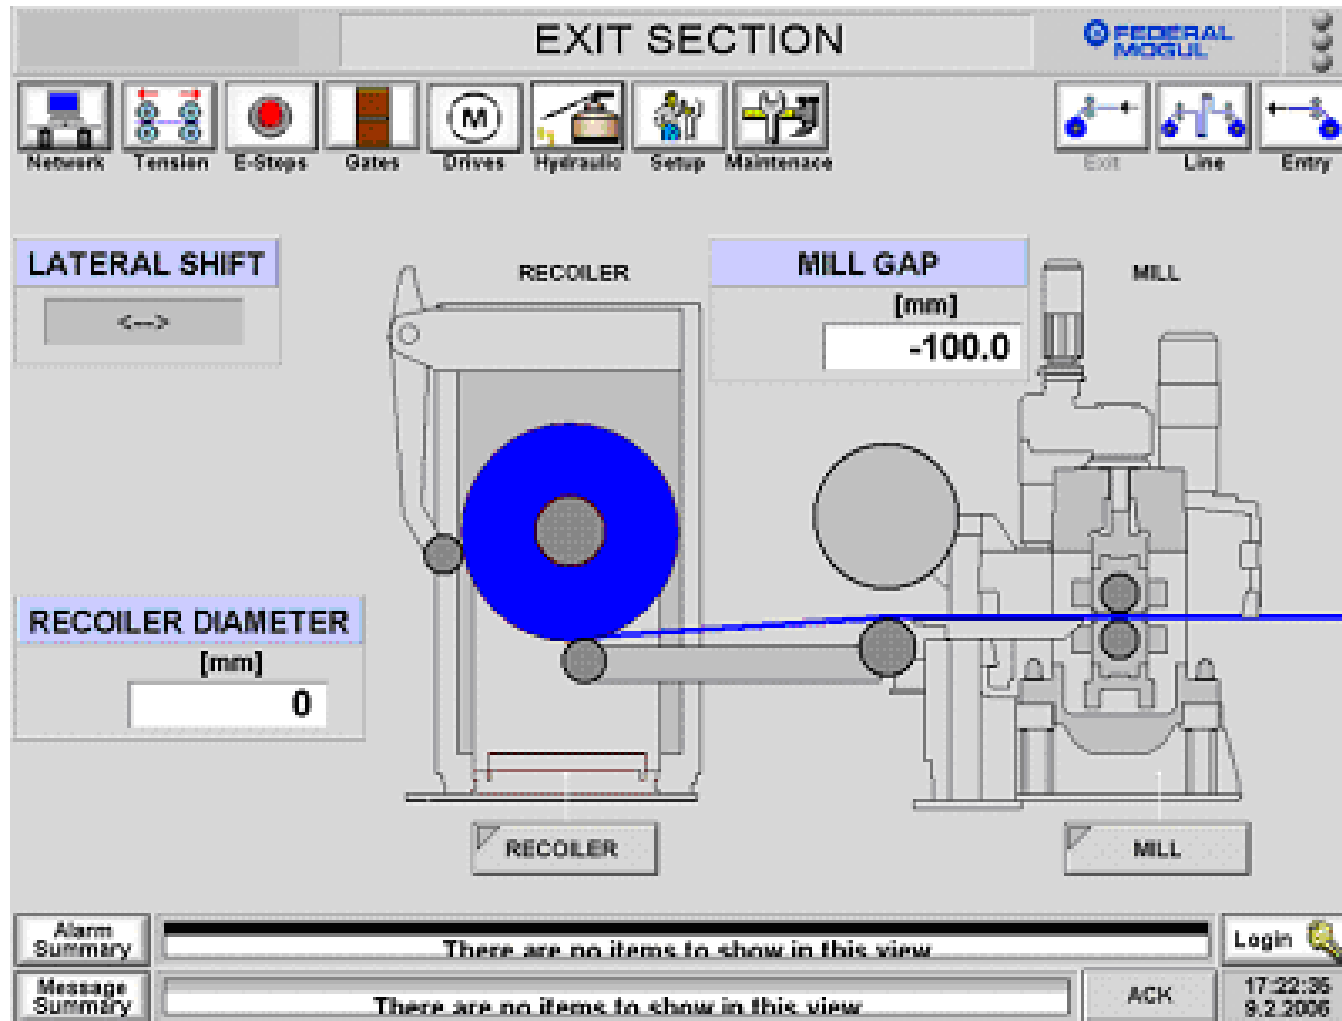 EXIT SECTION
FEDERAL
MOGUL
Network
Tension
E-Stops
Gates
M
Drives
Hydraulic
Setup
Maintenace
Exit
Line
Entry
LATERAL SHIFT
<-->
RECOILER
MILL GAP
[mm]
-100.0
MILL
RECOILER DIAMETER
[mm]
0
RECOILER
MILL
Alarm
Summary
There are no items to show in this view
Login
Message
Summary
There are no items to show in this view
ACK
17:22:36
9.2.2006